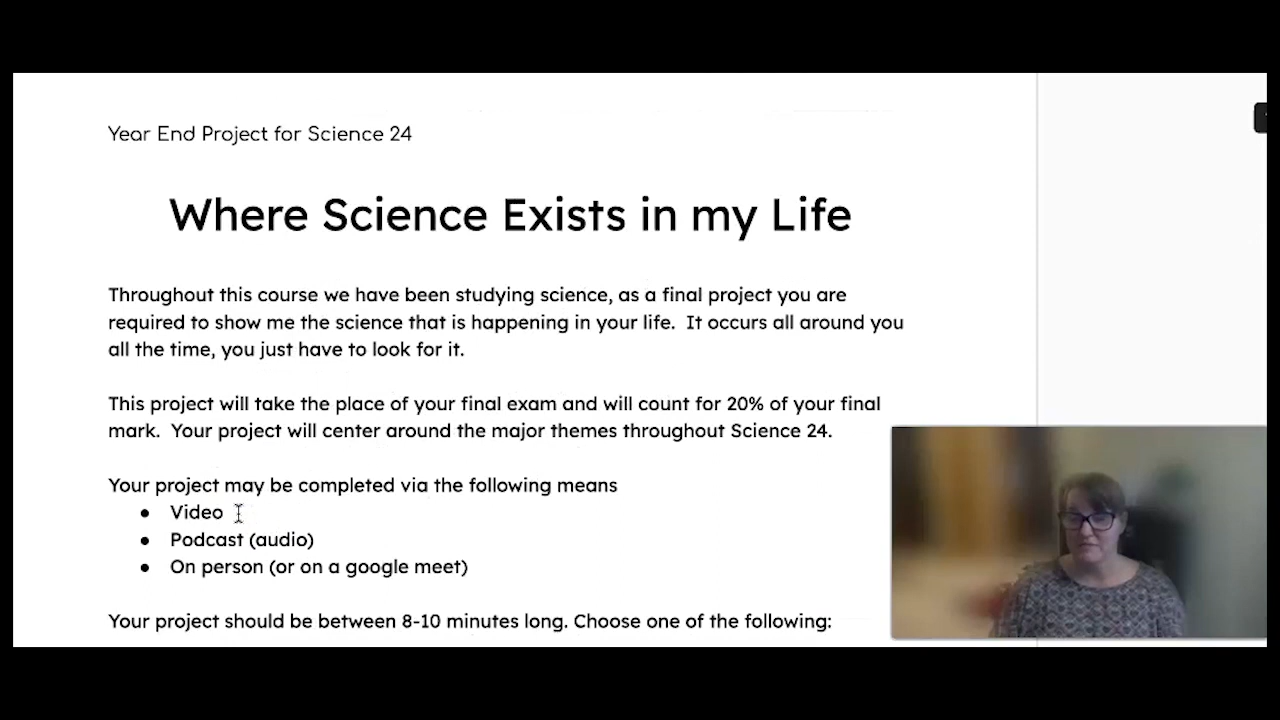 Year End Project for Science 24
Where Science Exists in my Life
Throughout this course we have been studying science, as a final project you are
required to show me the science that is happening in your life.  It occurs all around you
all the time, you just have to look for it.
This project will take the place of your final exam and will count for 20% of your final
mark.  Your project will center around the major themes throughout Science 24.
Your project may be completed via the following means
● Video
● Podcast (audio)
● On person (or on a google meet)
Your project should be between 8-10 minutes long. Choose one of the following: